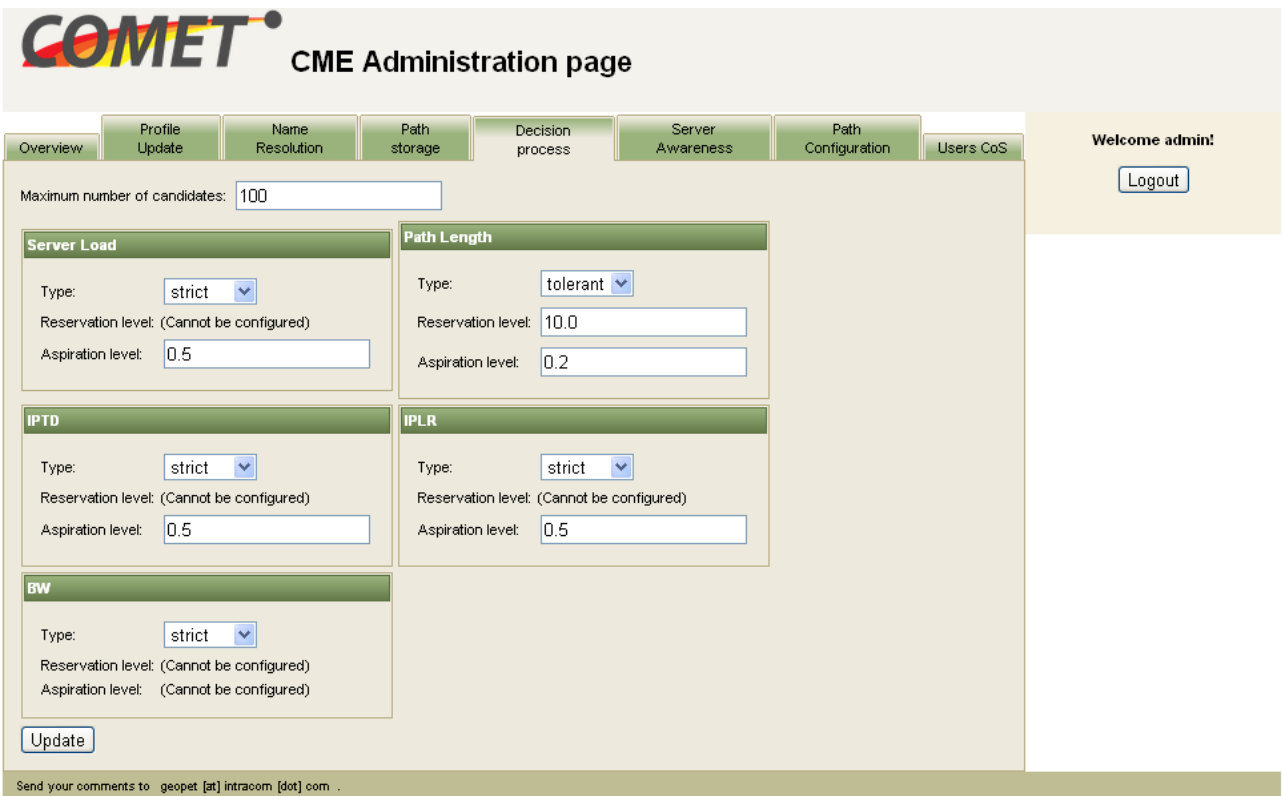 COMET
CME Administration page
Overview
Profile
Update
Name
Resolution
Path
storage
Decision
process
Server
Awareness
Path
Configuration
Users CoS
Welcome admin!
Logout
Maximum number of candidates: 100
Server Load
Type: strict
Reservation level: (Cannot be configured)
Aspiration level: 0.5
Path Length
Type: tolerant
Reservation level: 10.0
Aspiration level: 0.2
IPTD
Type: strict
Reservation level: (Cannot be configured)
Aspiration level: 0.5
IPLR
Type: strict
Reservation level: (Cannot be configured)
Aspiration level: 0.5
BW
Type: strict
Reservation level: (Cannot be configured)
Aspiration level: (Cannot be configured)
Update
Send your comments to geopet [at] intracom [dot] com .